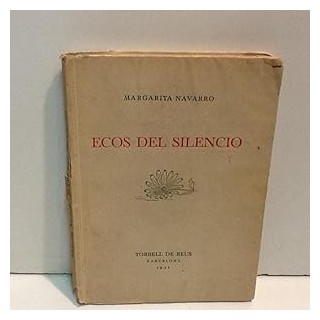 MARGARITA NAVARRO
ECOS DEL SILENCIO
TORRELL DE REUS
BARCELONA